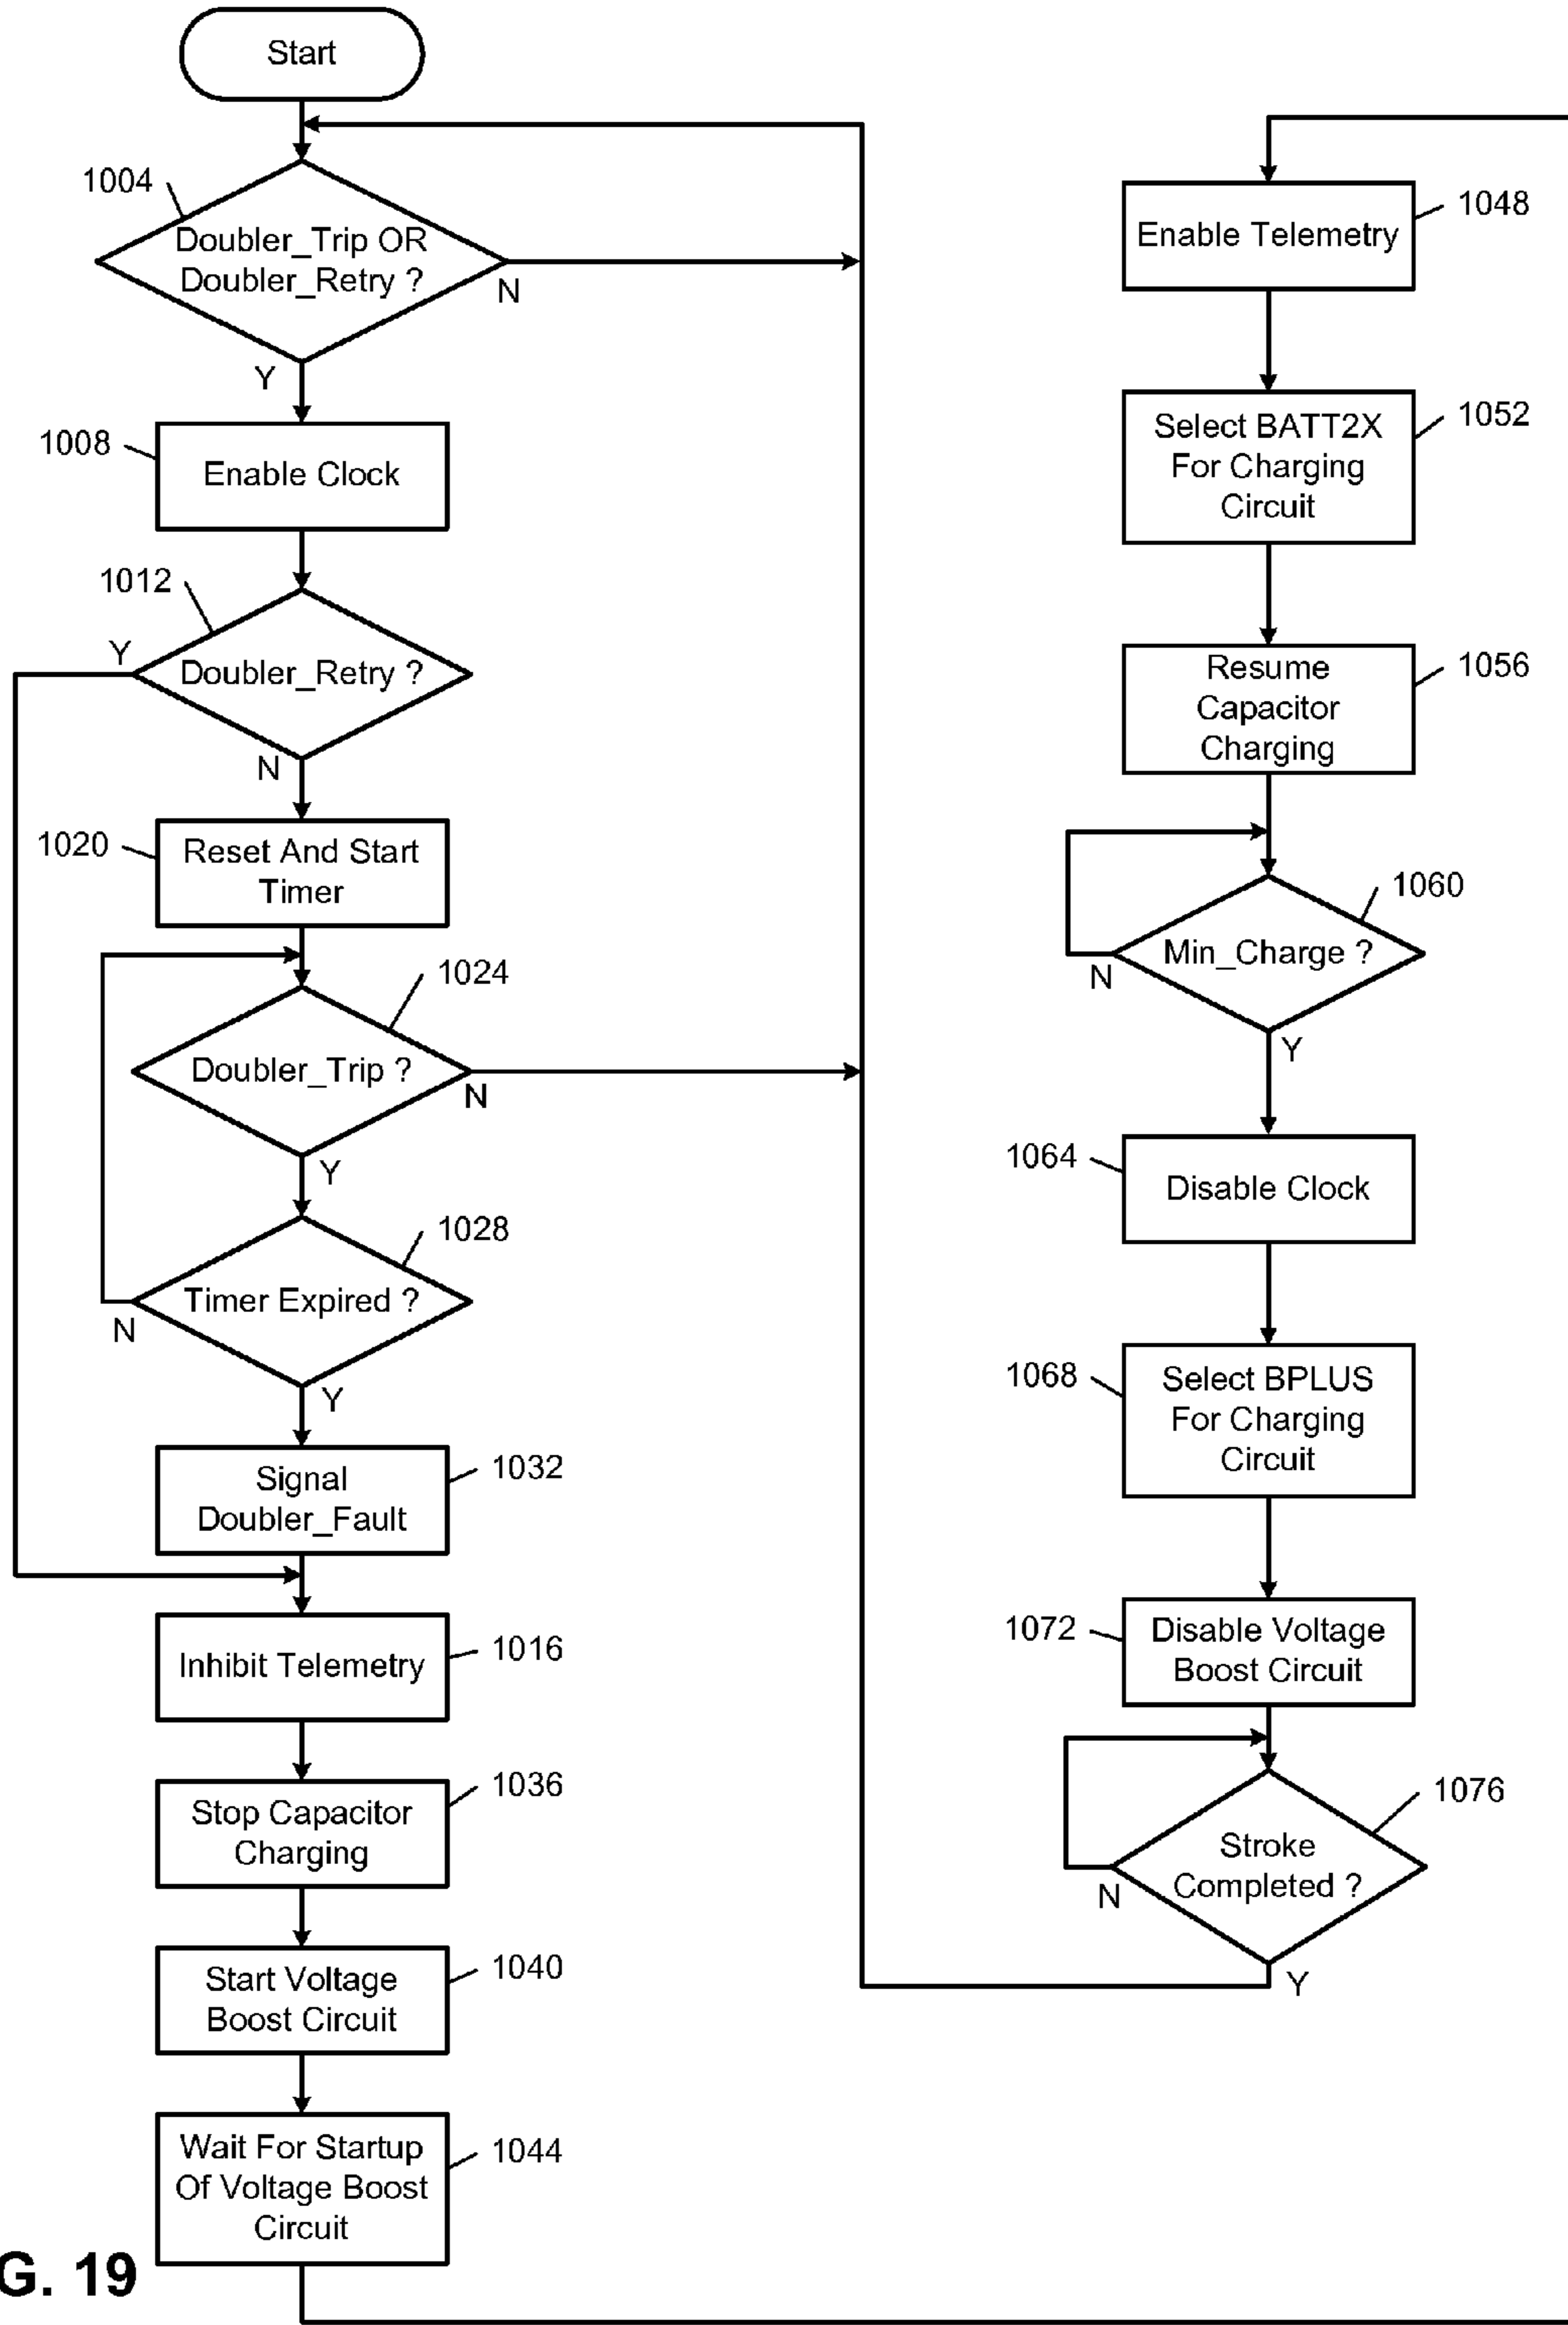 Start
1004
Doubler_Trip OR
Doubler_Retry ?
N
Y
1008
Enable Clock
1012
Y
Doubler_Retry ?
N
1020
Reset And Start
Timer
1024
Doubler_Trip ?
N
Y
1028
Timer Expired ?
N
Y
Signal
Doubler_Fault
1032
Inhibit Telemetry
1016
Stop Capacitor
Charging
1036
Start Voltage
Boost Circuit
1040
Wait For Startup
Of Voltage Boost
Circuit
1044
Enable Telemetry
1048
Select BATT2X
For Charging
Circuit
1052
Resume
Capacitor
Charging
1056
1060
Min_Charge ?
N
Y
1064
Disable Clock
1068
Select BPLUS
For Charging
Circuit
1072
Disable Voltage
Boost Circuit
1076
Stroke
Completed ?
N
Y
G. 19